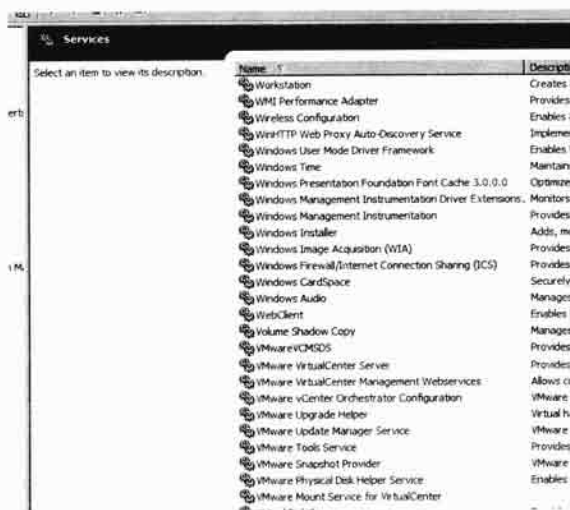 Services
Select an item to view its description.
Name Descripti
Workstation Creates
WMI Performance Adapter Provides
Wireless Configuration Enables
WinHTTP Web Proxy Auto-Discovery Service Implemen
Windows User Mode Driver Framework Enables
Windows Time Maintains
Windows Presentation Foundation Font Cache 3.0.0.0 Optimize
Windows Management Instrumentation Driver Extensions. Monitors
Windows Management Instrumentation Provides
Windows Installer Adds, mo
Windows Image Acquisition (WIA) Provides
Windows Firewall/Internet Connection Sharing (ICS) Provides
Windows CardSpace Securely
Windows Audio Manages
WebClient Enables
Volume Shadow Copy Manages
VMwareVCMSDS Provides
VMware VirtualCenter Server Provides
VMware VirtualCenter Management Webservices Allows co
VMware vCenter Orchestrator Configuration VMware
VMware Upgrade Helper Virtual ha
VMware Update Manager Service VMware
VMware Tools Service Provides
VMware Snapshot Provider VMware
VMware Physical Disk Helper Service Enables
VMware Mount Service for VirtualCenter